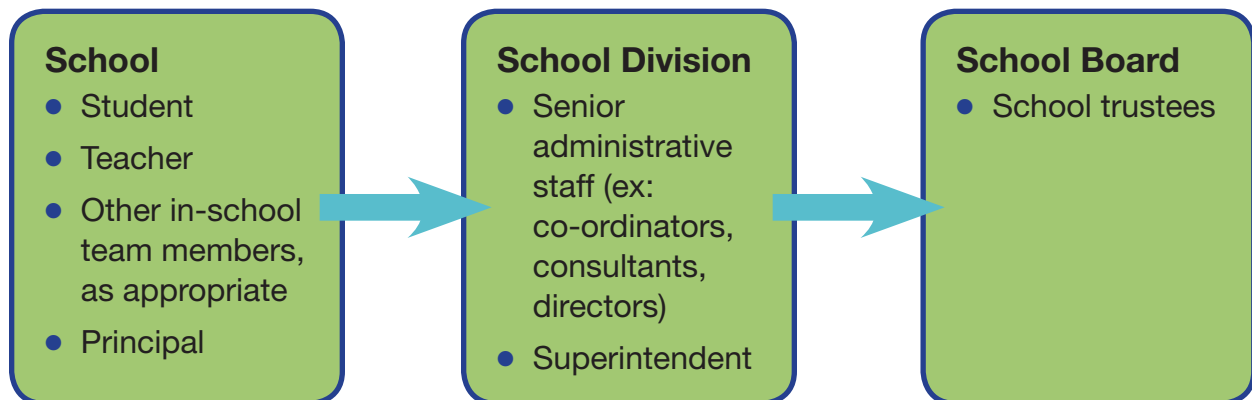 School
• Student
• Teacher
• Other in-school
team members,
as appropriate
• Principal
School Division
• Senior
administrative
staff (ex:
co-ordinators,
consultants,
directors)
• Superintendent
School Board
• School trustees